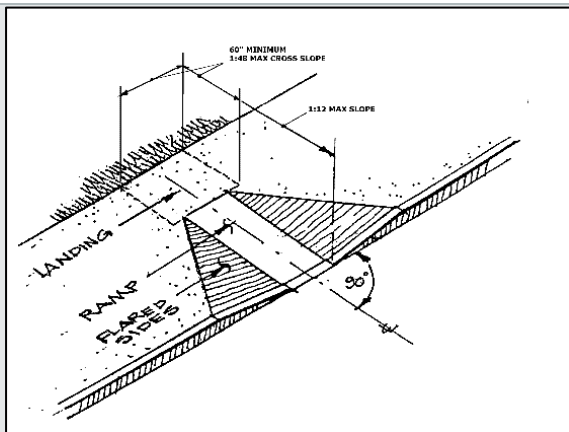 60" MINIMUM
1:48 MAX CROSS SLOPE
1:12 MAX SLOPE
LANDING
RAMP
FLARED
SIDES
90°